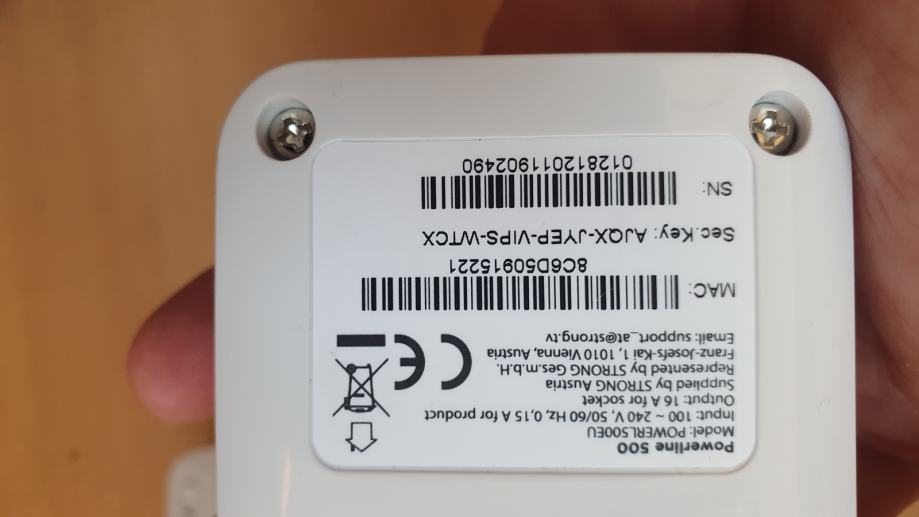 Powerline 500
Model: POWERL500EU
Input: 100 ~ 240 V, 50/60 Hz, 0,15 A for product
Output: 16 A for socket
Supplied by STRONG Austria
Represented by STRONG Ges.m.b.H.
Franz-Josefs-Kai 1, 1010 Vienna, Austria
Email: support_at@strong.tv
CE
MAC:
8C6D50915221
Sec.Key: AJQX-JYEP-VIPS-WTCX
SN:
012812011902490